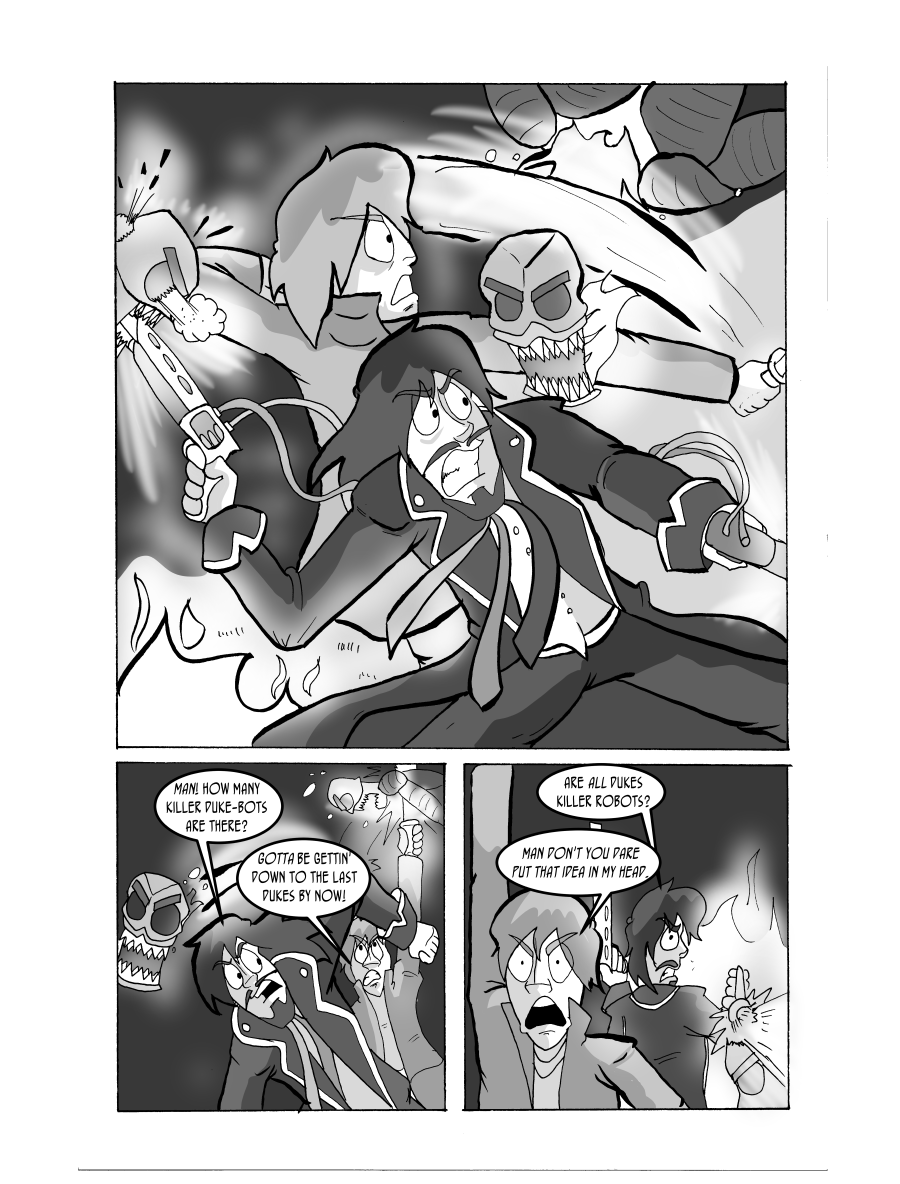 MAN! HOW MANY
KILLER DUKE-BOTS
ARE THERE?
GOTTA BE GETTIN'
DOWN TO THE LAST
DUKES BY NOW!
ARE ALL DUKES
KILLER ROBOTS?
MAN DON'T YOU DARE
PUT THAT IDEA IN MY HEAD.